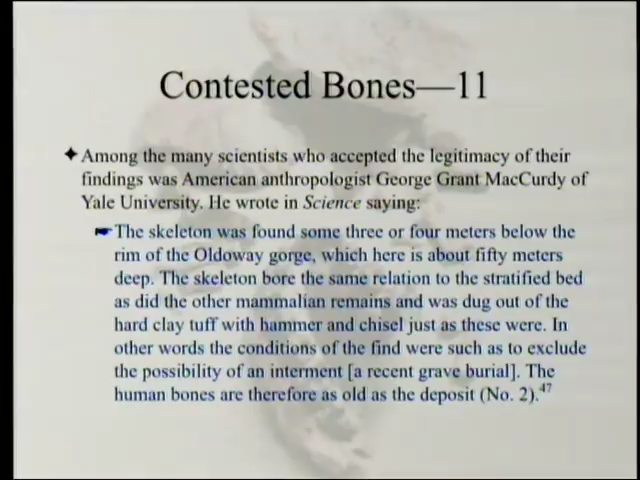 Contested Bones—11
✦Among the many scientists who accepted the legitimacy of their
findings was American anthropologist George Grant MacCurdy of
Yale University. He wrote in Science saying:
☛The skeleton was found some three or four meters below the
rim of the Oldoway gorge, which here is about fifty meters
deep. The skeleton bore the same relation to the stratified bed
as did the other mammalian remains and was dug out of the
hard clay tuff with hammer and chisel just as these were. In
other words the conditions of the find were such as to exclude
the possibility of an interment [a recent grave burial]. The
human bones are therefore as old as the deposit (No. 2).47